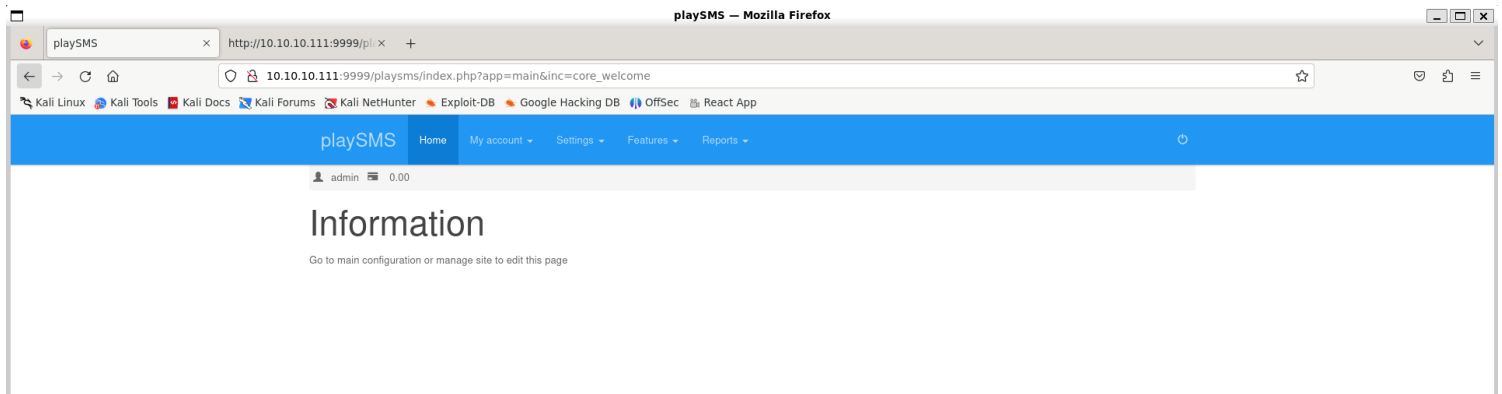 playSMS — Mozilla Firefox
playSMS × http://10.10.10.111:9999/pl × +
10.10.10.111:9999/playsms/index.php?app=main&inc=core_welcome
Kali Linux Kali Tools Kali Docs Kali Forums Kali NetHunter Exploit-DB Google Hacking DB OffSec React App
playSMS Home My account Settings Features Reports
admin 0.00
Information
Go to main configuration or manage site to edit this page